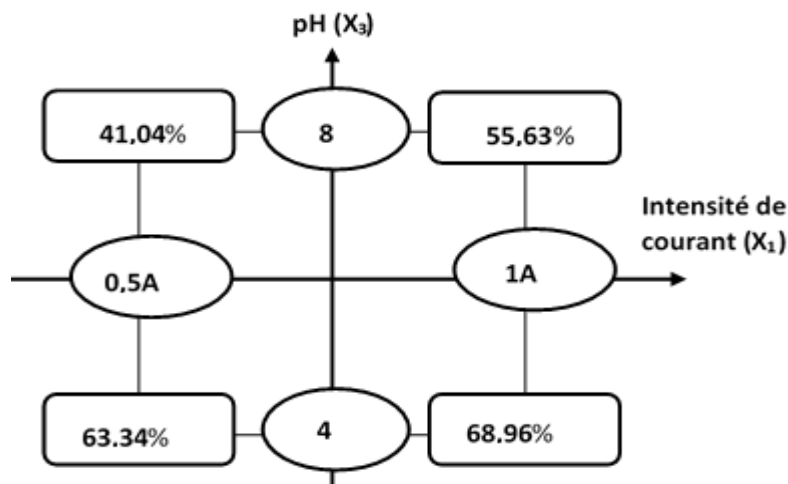 pH (X₃)
41,04%
8
55,63%
Intensité de
courant (X₁)
0,5A
1A
63.34%
4
68,96%